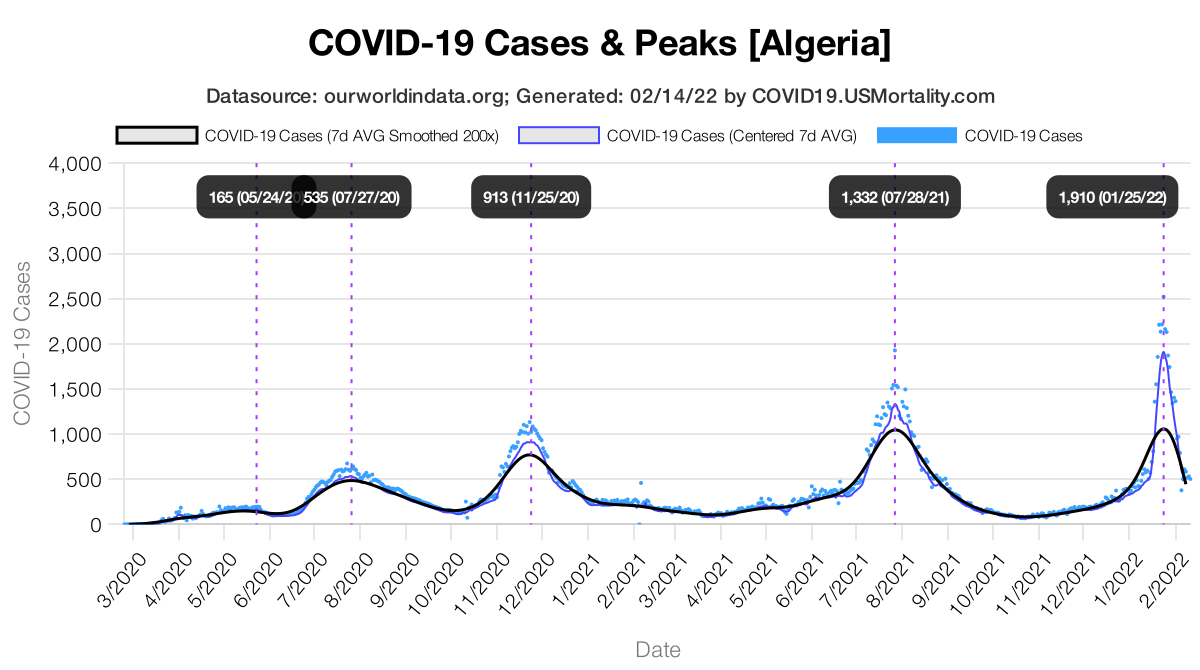 COVID-19 Cases & Peaks [Algeria]
Datasource: ourworldindata.org; Generated: 02/14/22 by COVID19.USMortality.com
COVID-19 Cases (7d AVG Smoothed 200x) COVID-19 Cases (Centered 7d AVG) COVID-19 Cases
4,000
165 (05/24/2 535 (07/27/20) 913 (11/25/20) 1,332 (07/28/21) 1,910 (01/25/22)
3,500
3,000
2,500
2,000
1,500
1,000
500
0
COVID-19 Cases
3/2020 4/2020 5/2020 6/2020 7/2020 8/2020 9/2020 10/2020 11/2020 12/2020 1/2021 2/2021 3/2021 4/2021 5/2021 6/2021 7/2021 8/2021 9/2021 10/2021 11/2021 12/2021 1/2022 2/2022
Date